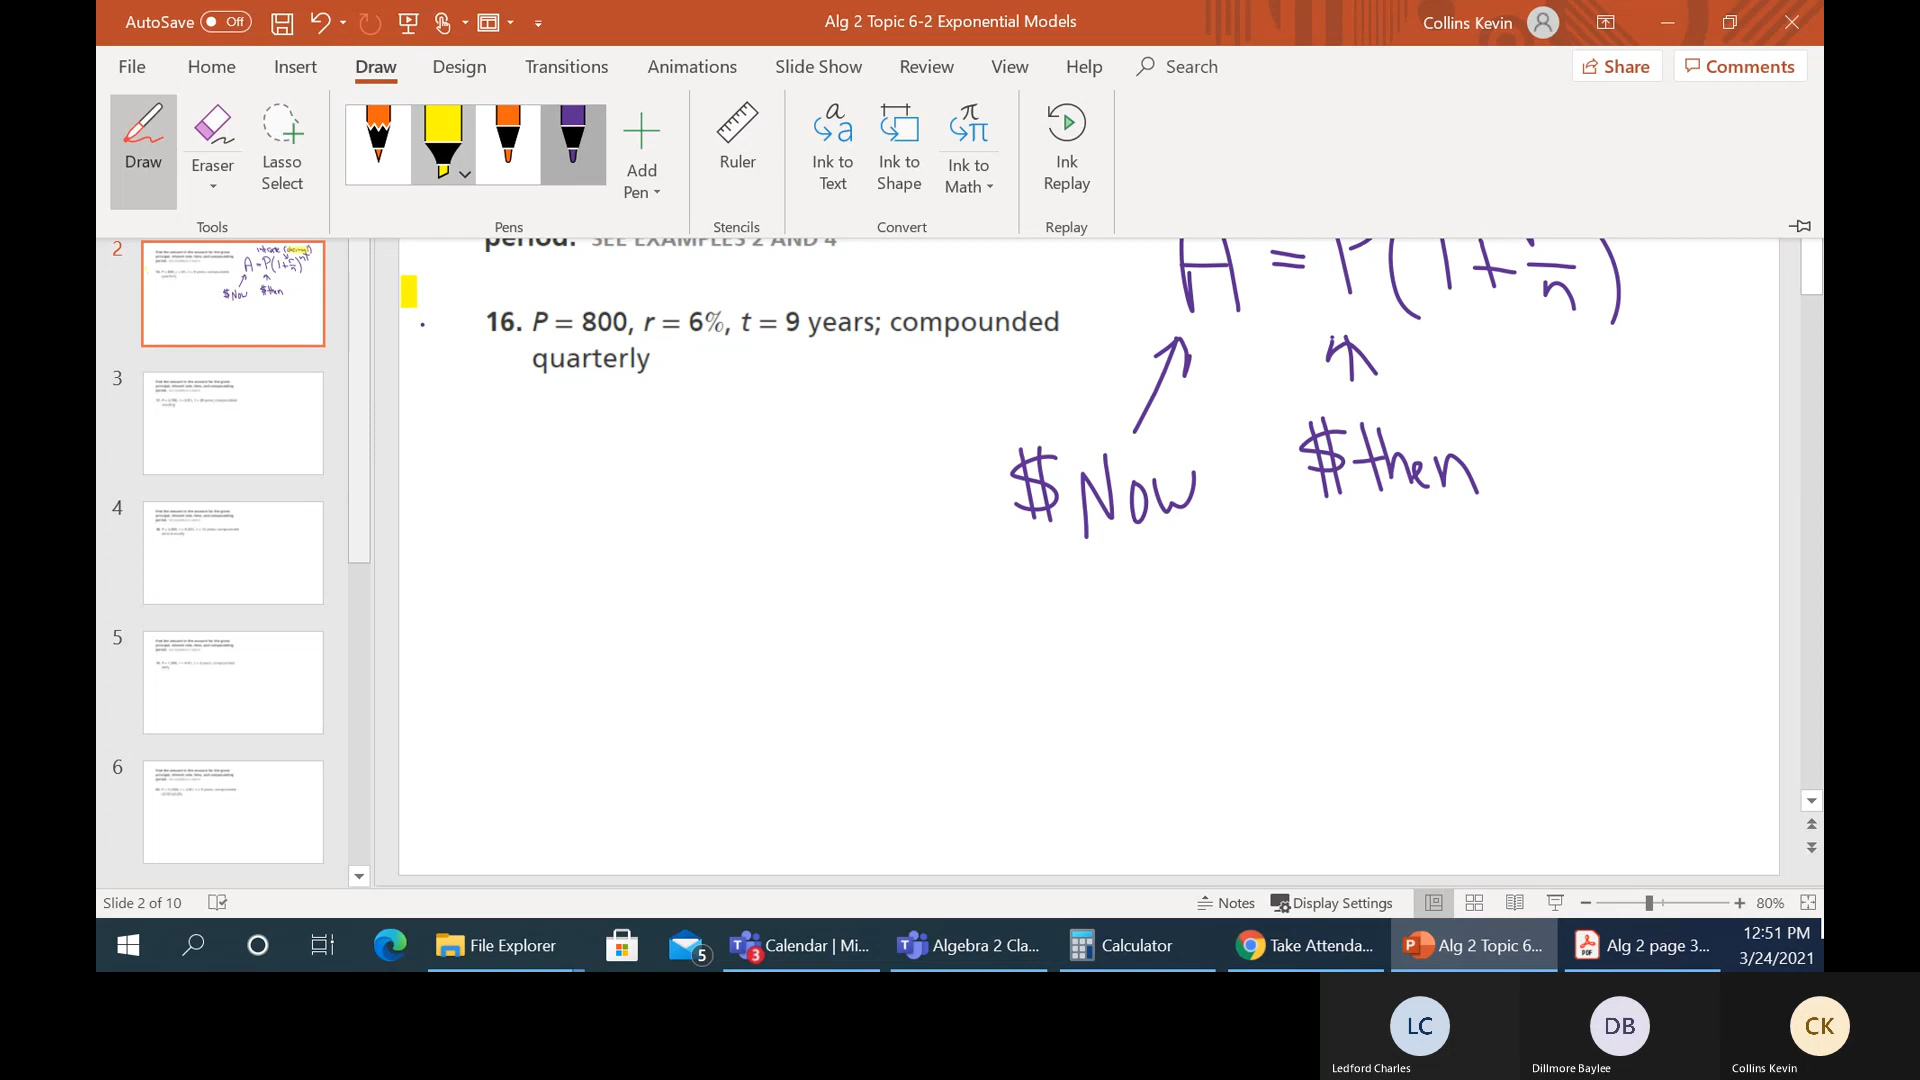 AutoSave Off
Alg 2 Topic 6-2 Exponential Models
Collins Kevin
File Home Insert Draw Design Transitions Animations Slide Show Review View Help Search
Share Comments
Draw Eraser Lasso Select
Add Pen
Ruler
Ink to Text Ink to Shape Ink to Math
Ink Replay
Tools Pens Stencils Convert Replay
2
3
4
5
6
period. SEE EXAMPLES 2 AND 4
A = P(1 + r/n)
16. P = 800, r = 6%, t = 9 years; compounded
quarterly
$ Now $ then
Slide 2 of 10
Notes Display Settings 80%
File Explorer
5
3
Calendar | Mi...
Algebra 2 Cla...
Calculator
Take Attenda...
Alg 2 Topic 6...
Alg 2 page 3...
12:51 PM
3/24/2021
LC DB CK
Ledford Charles Dillmore Baylee Collins Kevin